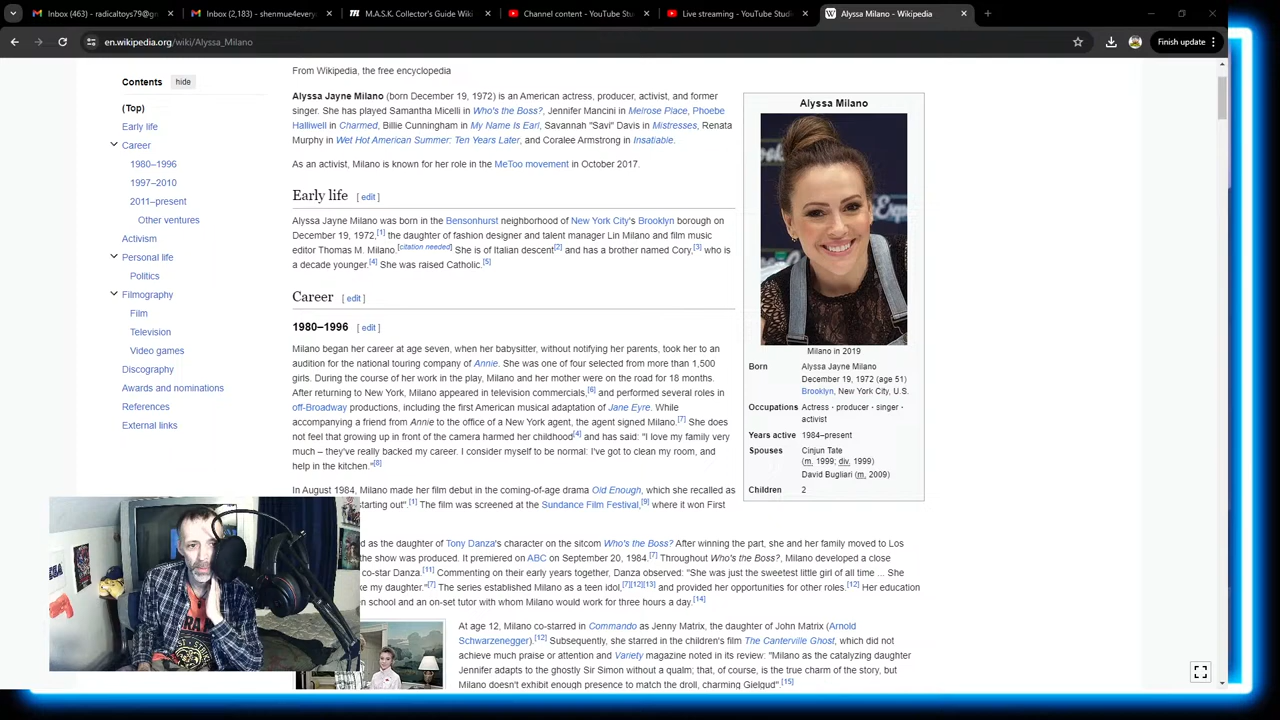 Inbox (463) - radicaltoys79@gm
Inbox (2,183) - shenmue4every
M.A.S.K. Collector's Guide Wiki
Channel content - YouTube Stu
Live streaming - YouTube Studi
Alyssa Milano - Wikipedia
en.wikipedia.org/wiki/Alyssa_Milano
Finish update
Contents hide
(Top)
Early life
Career
1980–1996
1997–2010
2011–present
Other ventures
Activism
Personal life
Politics
Filmography
Film
Television
Video games
Discography
Awards and nominations
References
External links
From Wikipedia, the free encyclopedia
Alyssa Jayne Milano (born December 19, 1972) is an American actress, producer, activist, and former
singer. She has played Samantha Micelli in Who's the Boss?, Jennifer Mancini in Melrose Place, Phoebe
Halliwell in Charmed, Billie Cunningham in My Name Is Earl, Savannah "Savi" Davis in Mistresses, Renata
Murphy in Wet Hot American Summer: Ten Years Later, and Coralee Armstrong in Insatiable.
As an activist, Milano is known for her role in the MeToo movement in October 2017.
Early life [ edit ]
Alyssa Jayne Milano was born in the Bensonhurst neighborhood of New York City's Brooklyn borough on
December 19, 1972,[1] the daughter of fashion designer and talent manager Lin Milano and film music
editor Thomas M. Milano.[citation needed] She is of Italian descent[2] and has a brother named Cory,[3] who is
a decade younger.[4] She was raised Catholic.[5]
Career [ edit ]
1980–1996 [ edit ]
Milano began her career at age seven, when her babysitter, without notifying her parents, took her to an
audition for the national touring company of Annie. She was one of four selected from more than 1,500
girls. During the course of her work in the play, Milano and her mother were on the road for 18 months.
After returning to New York, Milano appeared in television commercials,[6] and performed several roles in
off-Broadway productions, including the first American musical adaptation of Jane Eyre. While
accompanying a friend from Annie to the office of a New York agent, the agent signed Milano.[7] She does
not feel that growing up in front of the camera harmed her childhood[4] and has said: "I love my family very
much – they've really backed my career. I consider myself to be normal: I've got to clean my room, and
help in the kitchen."[8]
In August 1984, Milano made her film debut in the coming-of-age drama Old Enough, which she recalled as
tarting out".[1] The film was screened at the Sundance Film Festival,[9] where it won First
d as the daughter of Tony Danza's character on the sitcom Who's the Boss? After winning the part, she and her family moved to Los
the show was produced. It premiered on ABC on September 20, 1984.[7] Throughout Who's the Boss?, Milano developed a close
co-star Danza.[11] Commenting on their early years together, Danza observed: "She was just the sweetest little girl of all time ... She
ke my daughter."[7] The series established Milano as a teen idol,[7][12][13] and provided her opportunities for other roles.[12] Her education
n school and an on-set tutor with whom Milano would work for three hours a day.[14]
At age 12, Milano co-starred in Commando as Jenny Matrix, the daughter of John Matrix (Arnold
Schwarzenegger).[12] Subsequently, she starred in the children's film The Canterville Ghost, which did not
achieve much praise or attention and Variety magazine noted in its review: "Milano as the catalyzing daughter
Jennifer adapts to the ghostly Sir Simon without a qualm; that, of course, is the true charm of the story, but
Milano doesn't exhibit enough presence to match the droll, charming Gielgud".[15]
Alyssa Milano
Milano in 2019
Born Alyssa Jayne Milano
December 19, 1972 (age 51)
Brooklyn, New York City, U.S.
Occupations Actress · producer · singer ·
activist
Years active 1984–present
Spouses Cinjun Tate
(m. 1999; div. 1999)
David Bugliari (m. 2009)
Children 2